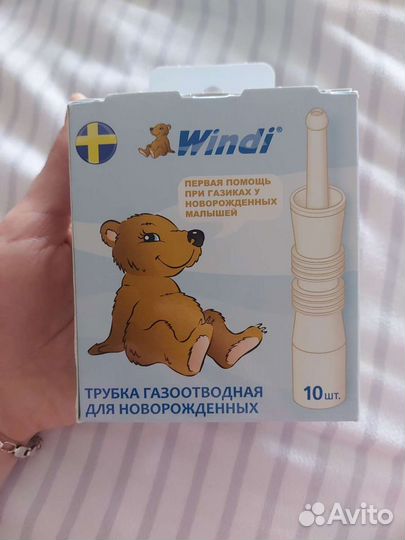 Windi®
ПЕРВАЯ ПОМОЩЬ
ПРИ ГАЗИКАХ У
НОВОРОЖДЕННЫХ
МАЛЫШЕЙ
ТРУБКА ГАЗООТВОДНАЯ
ДЛЯ НОВОРОЖДЕННЫХ
10 шт.
Avito